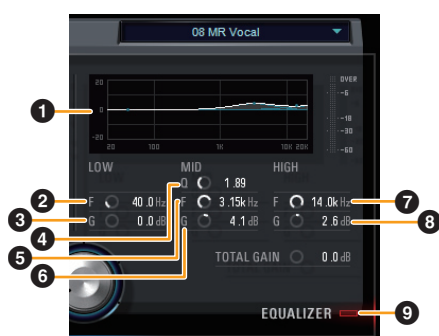 08 MR Vocal
20
0
-20
20 100 1K 10K 20K
OVER
-6
-18
-30
-60
1
LOW MID HIGH
Q 1.89
2 F 40.0 Hz F 3.15k Hz F 14.0k Hz 7
3 G 0.0 dB G 4.1 dB G 2.6 dB 8
4
5
6
TOTAL GAIN 0.0 dB
EQUALIZER 9